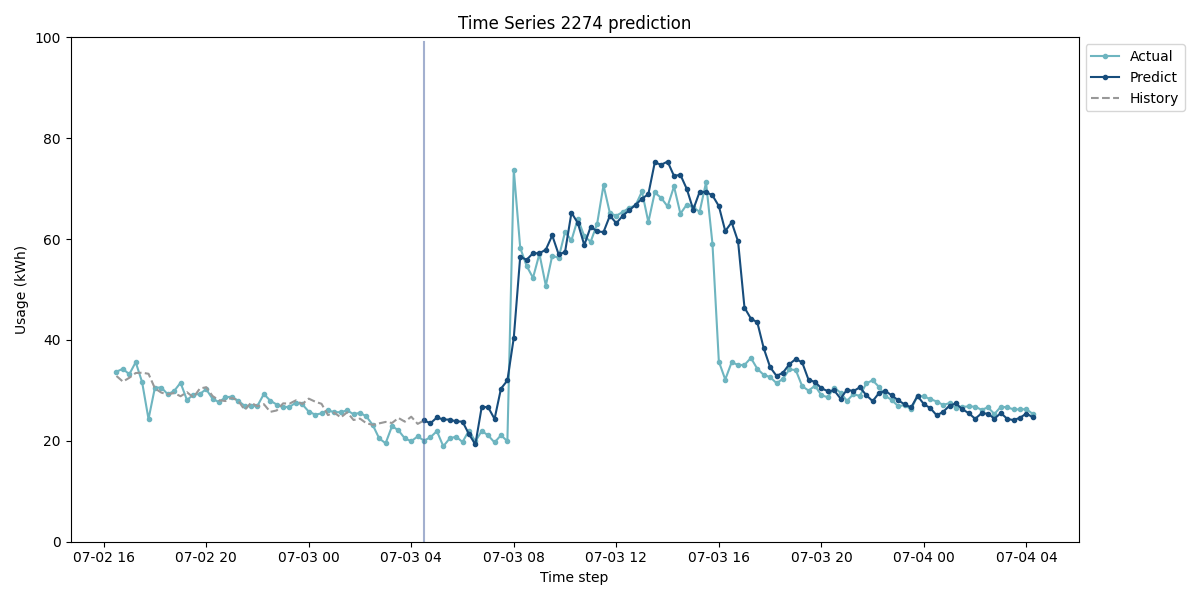 Time Series 2274 prediction
Actual
Predict
History
Usage (kWh)
100
80
60
40
20
0
07-02 16 07-02 20 07-03 00 07-03 04 07-03 08 07-03 12 07-03 16 07-03 20 07-04 00 07-04 04
Time step